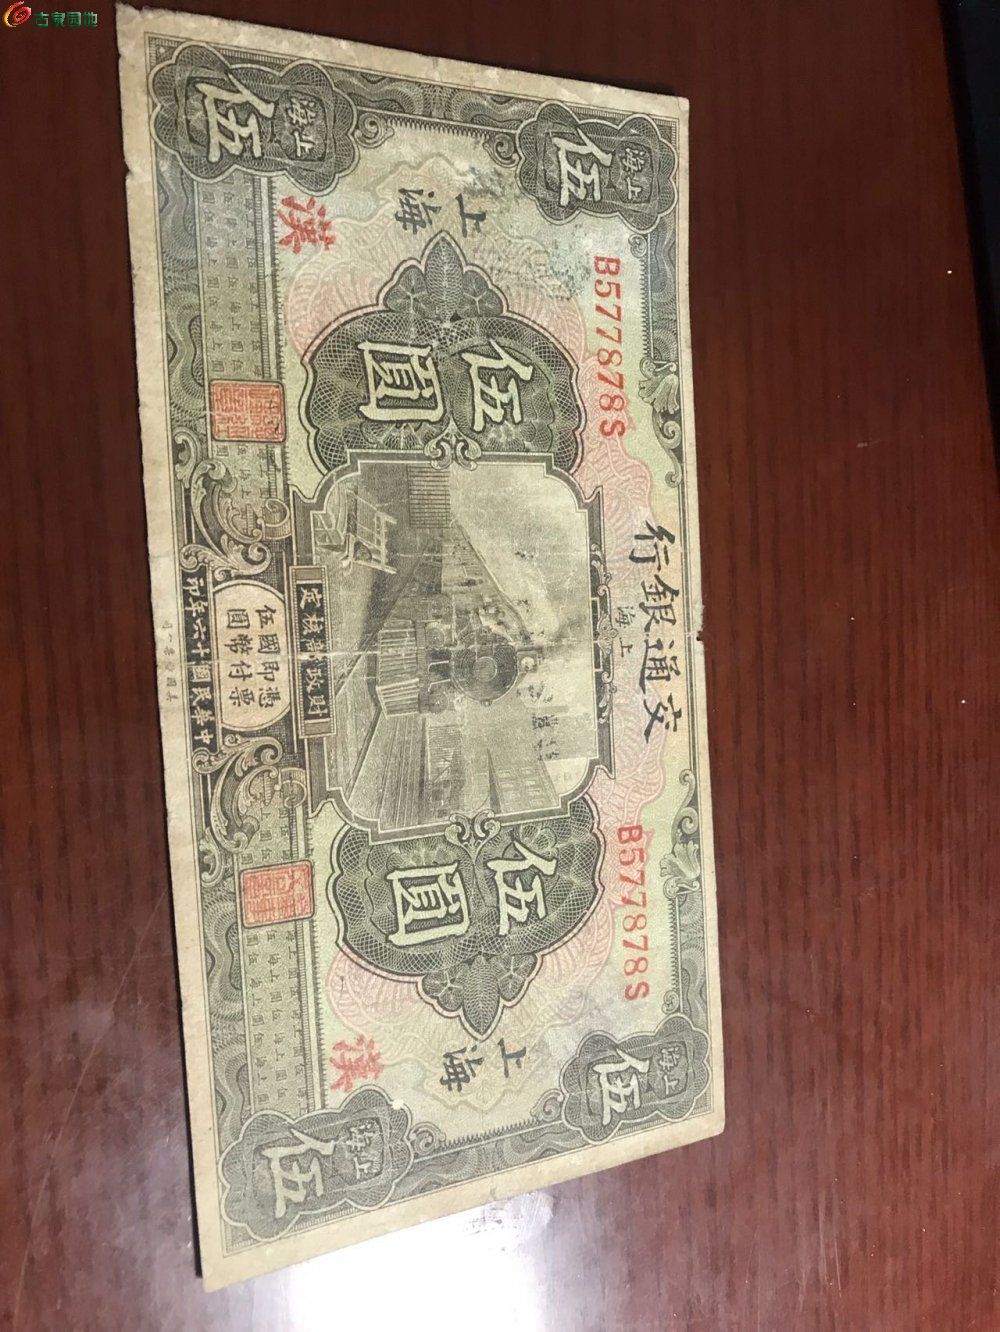 古泉园地
行銀通交
海上
B577878S
B577878S
上海
上海
伍圓
伍圓
上海
伍
上海
伍
上海
伍
上海
伍
漢
漢
定核部政財
憑票
即付
國幣
伍圓
印年六十國民華中